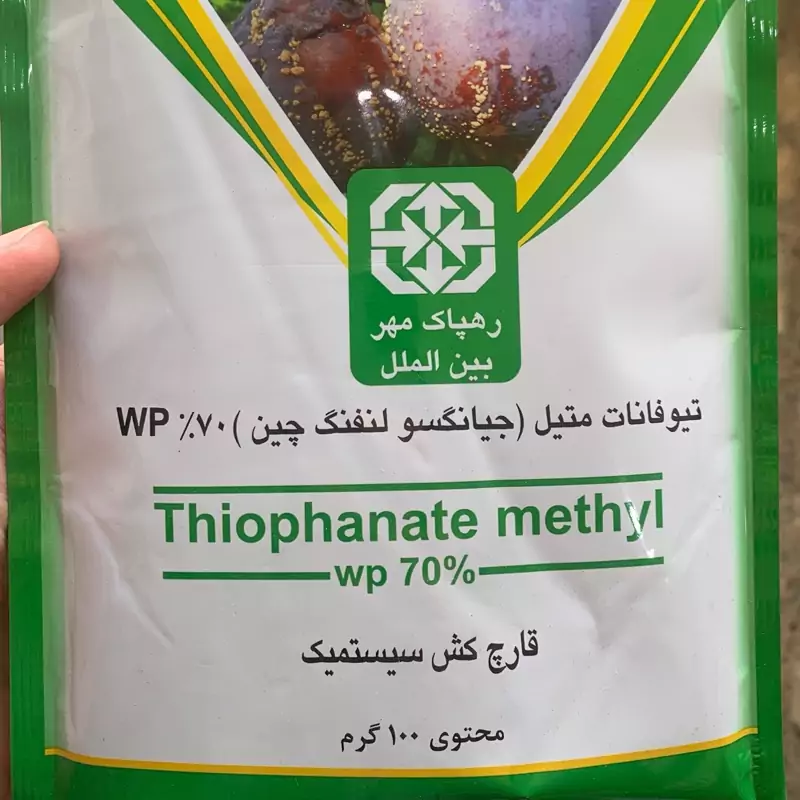 رهپاک مهر
بین الملل
تیوفانات متیل (جیانگسو لنفنگ چین )۷۰٪ WP
Thiophanate methyl
wp 70%
قارچ کش سیستمیک
محتوی ۱۰۰ گرم